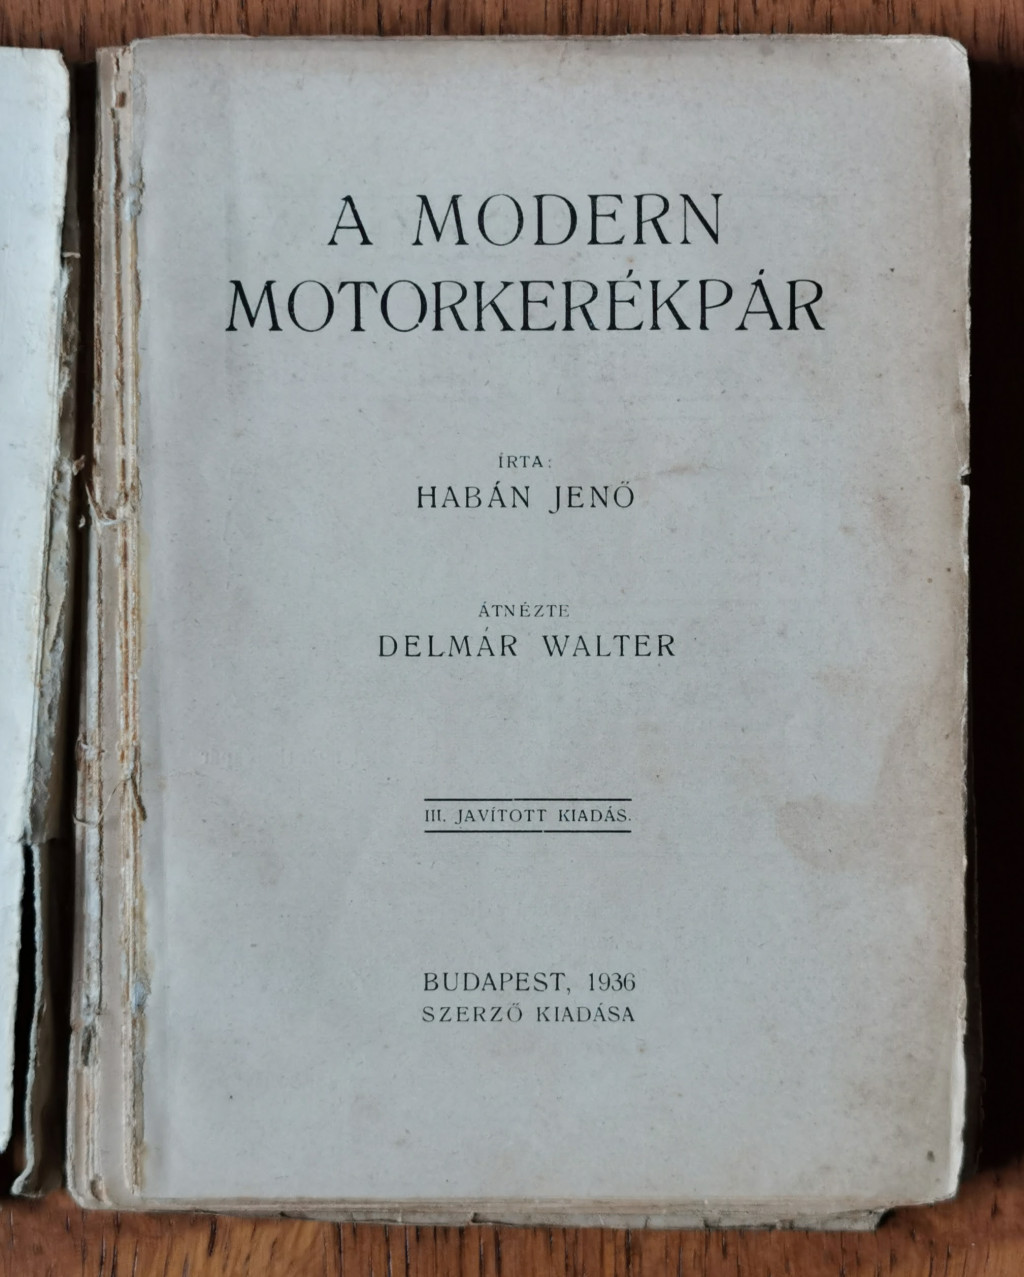 A MODERN
MOTORKERÉKPÁR
ÍRTA:
HABÁN JENŐ
ÁTNÉZTE
DELMÁR WALTER
III. JAVÍTOTT KIADÁS.
BUDAPEST, 1936
SZERZŐ KIADÁSA